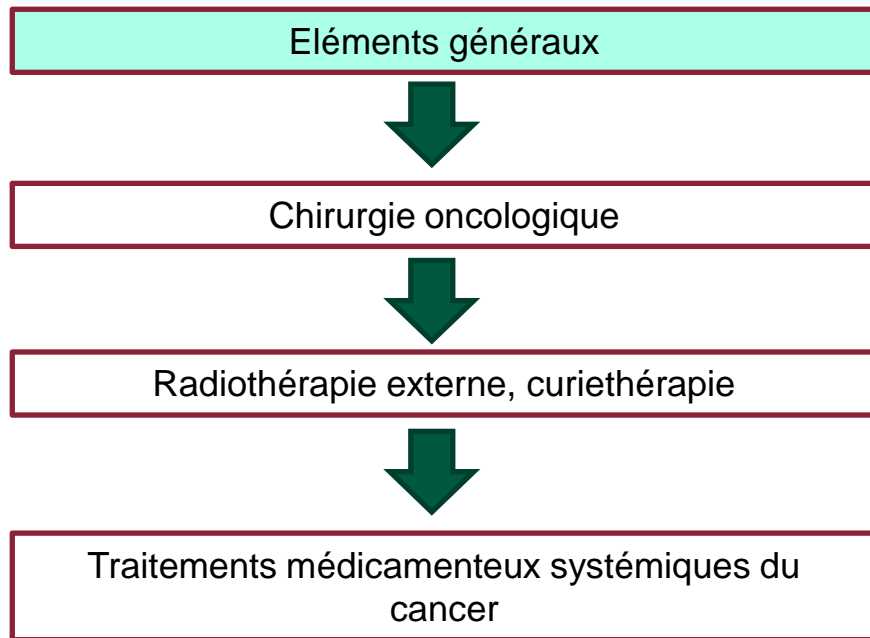 Eléments généraux
Chirurgie oncologique
Radiothérapie externe, curiethérapie
Traitements médicamenteux systémiques du
cancer